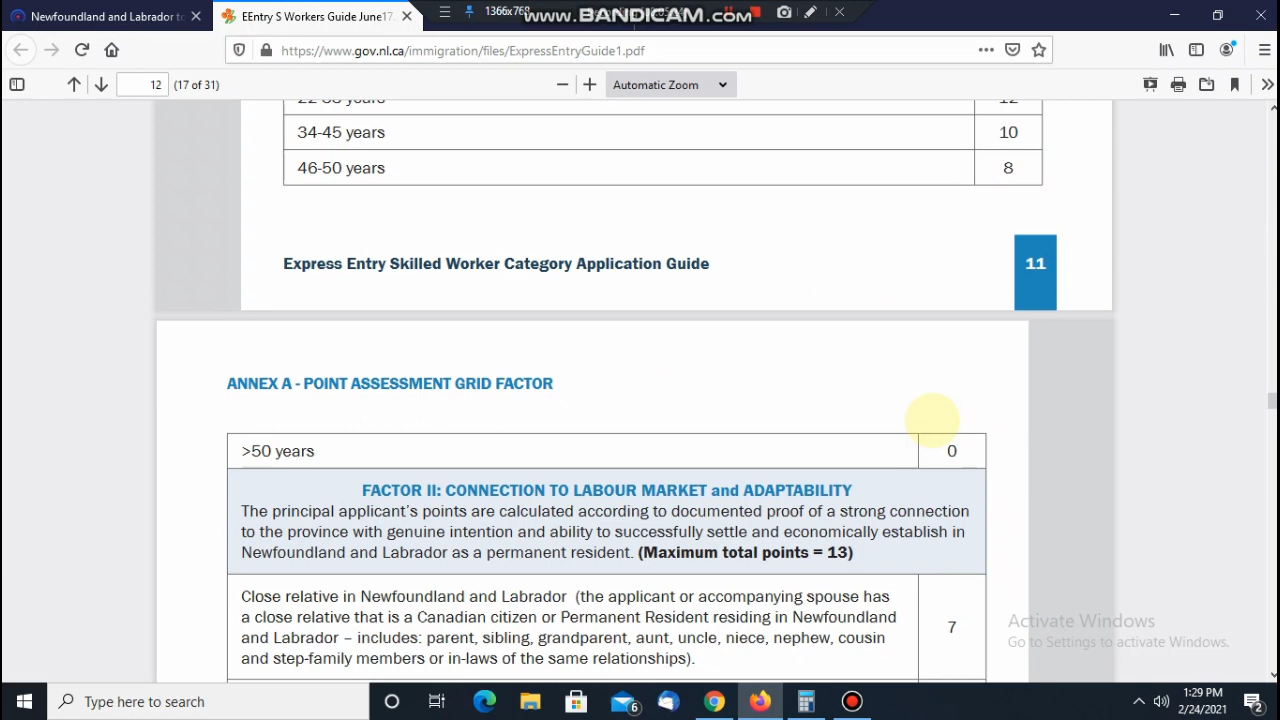 Newfoundland and Labrador to
EEntry S Workers Guide June17
1366x768
www.BANDICAM.com
https://www.gov.nl.ca/immigration/files/ExpressEntryGuide1.pdf
12 (17 of 31)
Automatic Zoom
22-33 years 12
34-45 years 10
46-50 years 8
Express Entry Skilled Worker Category Application Guide 11
ANNEX A - POINT ASSESSMENT GRID FACTOR
>50 years 0
FACTOR II: CONNECTION TO LABOUR MARKET and ADAPTABILITY
The principal applicant's points are calculated according to documented proof of a strong connection
to the province with genuine intention and ability to successfully settle and economically establish in
Newfoundland and Labrador as a permanent resident. (Maximum total points = 13)
Close relative in Newfoundland and Labrador (the applicant or accompanying spouse has
a close relative that is a Canadian citizen or Permanent Resident residing in Newfoundland
and Labrador – includes: parent, sibling, grandparent, aunt, uncle, niece, nephew, cousin
and step-family members or in-laws of the same relationships).
7
Activate Windows
Go to Settings to activate Windows.
Type here to search
6
1:29 PM
2/24/2021
2